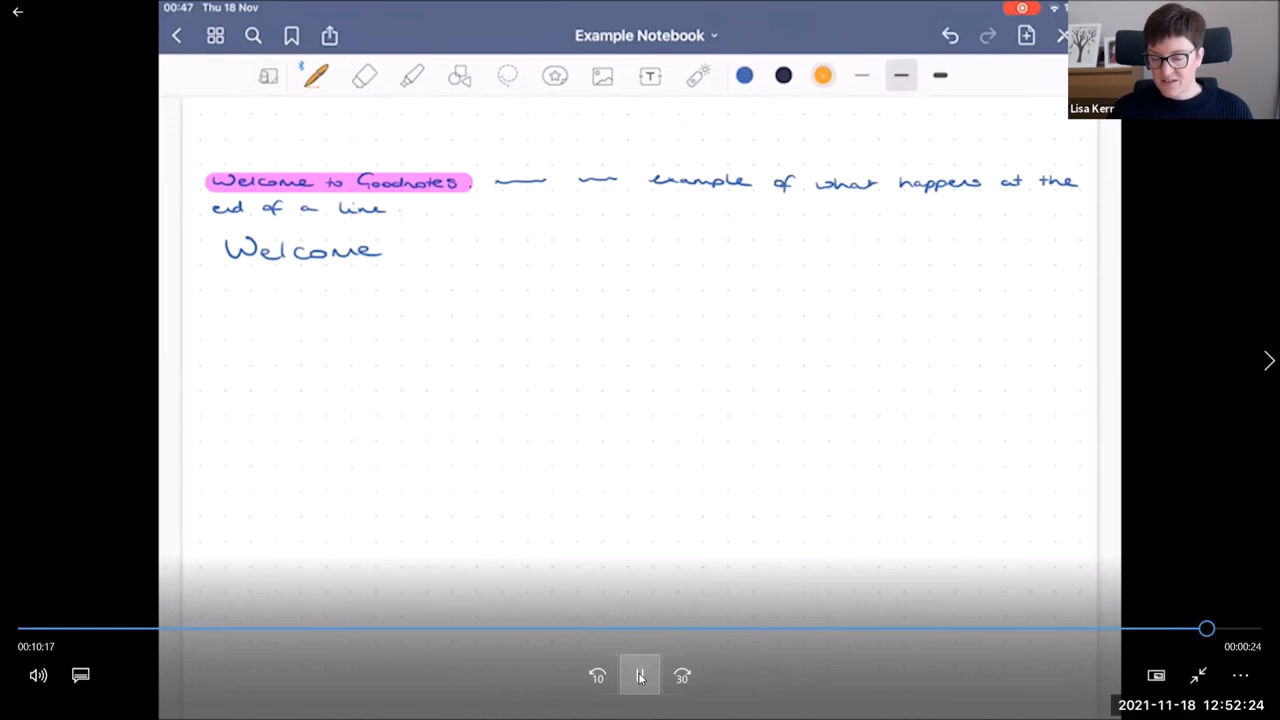 00:47 Thu 18 Nov
Example Notebook
T
Lisa Kerr
Welcome to Goodnotes. example of what happens at the
end of a line.
Welcome
00:10:17
00:00:24
10
30
2021-11-18 12:52:24